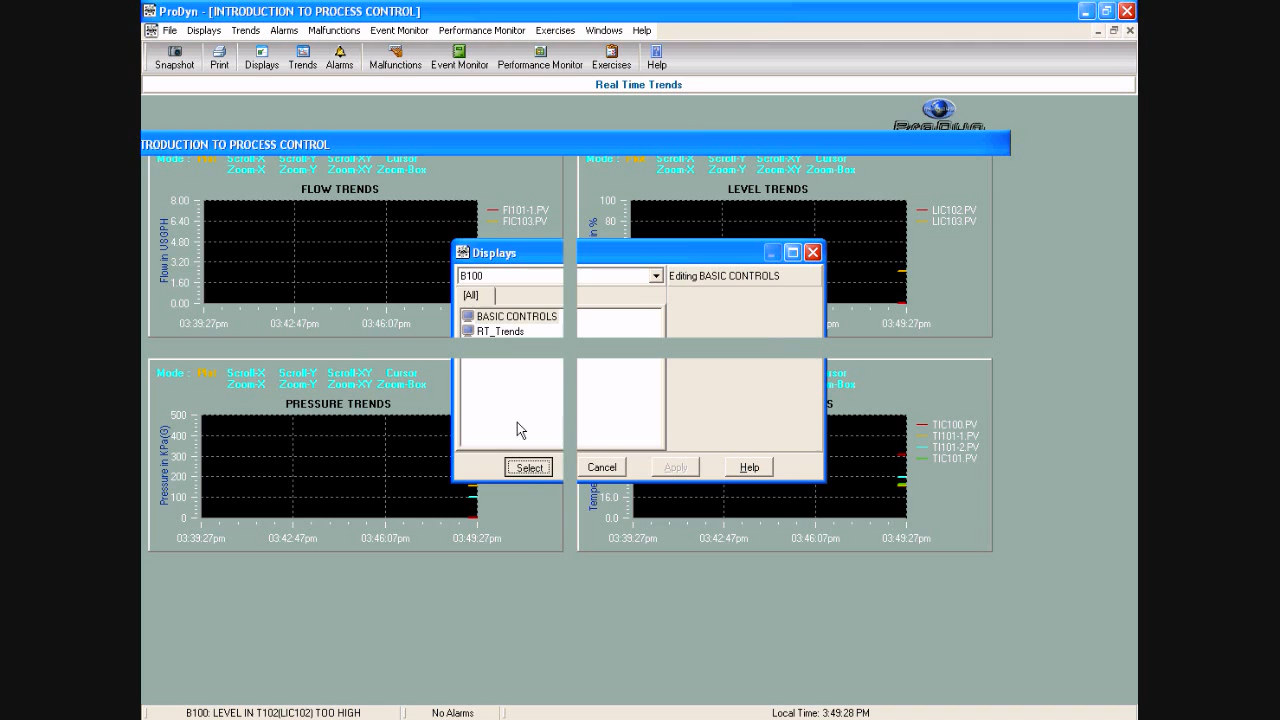 ProDyn - [INTRODUCTION TO PROCESS CONTROL]
File Displays Trends Alarms Malfunctions Event Monitor Performance Monitor Exercises Windows Help
Snapshot Print Displays Trends Alarms Malfunctions Event Monitor Performance Monitor Exercises Help
Real Time Trends
TRODUCTION TO PROCESS CONTROL
Mode : Plot Scroll-X Scroll-Y Scroll-XY Cursor
Zoom-X Zoom-Y Zoom-XY Zoom-Box
FLOW TRENDS
8.00
6.40
4.80
3.20
1.60
0.00
Flow in USGPH
FI101-1.PV
FIC103.PV
03:39:27pm 03:42:47pm 03:46:07pm
Mode : Plot Scroll-X Scroll-Y Scroll-XY Cursor
Zoom-X Zoom-Y Zoom-XY Zoom-Box
LEVEL TRENDS
100
80
in %
LIC102.PV
LIC103.PV
03:49:27pm
Displays
B100
Editing BASIC CONTROLS
[All]
BASIC CONTROLS
RT_Trends
Select Cancel Apply Help
Mode : Plot Scroll-X Scroll-Y Scroll-XY Cursor
Zoom-X Zoom-Y Zoom-XY Zoom-Box
PRESSURE TRENDS
500
400
300
200
100
0
Pressure in KPa(G)
03:39:27pm 03:42:47pm 03:46:07pm 03:49:27pm
TIC100.PV
TI101-1.PV
TI101-2.PV
TIC101.PV
16.0
0.0
03:39:27pm 03:42:47pm 03:46:07pm 03:49:27pm
B100: LEVEL IN T102(LIC102) TOO HIGH No Alarms Local Time: 3:49:28 PM